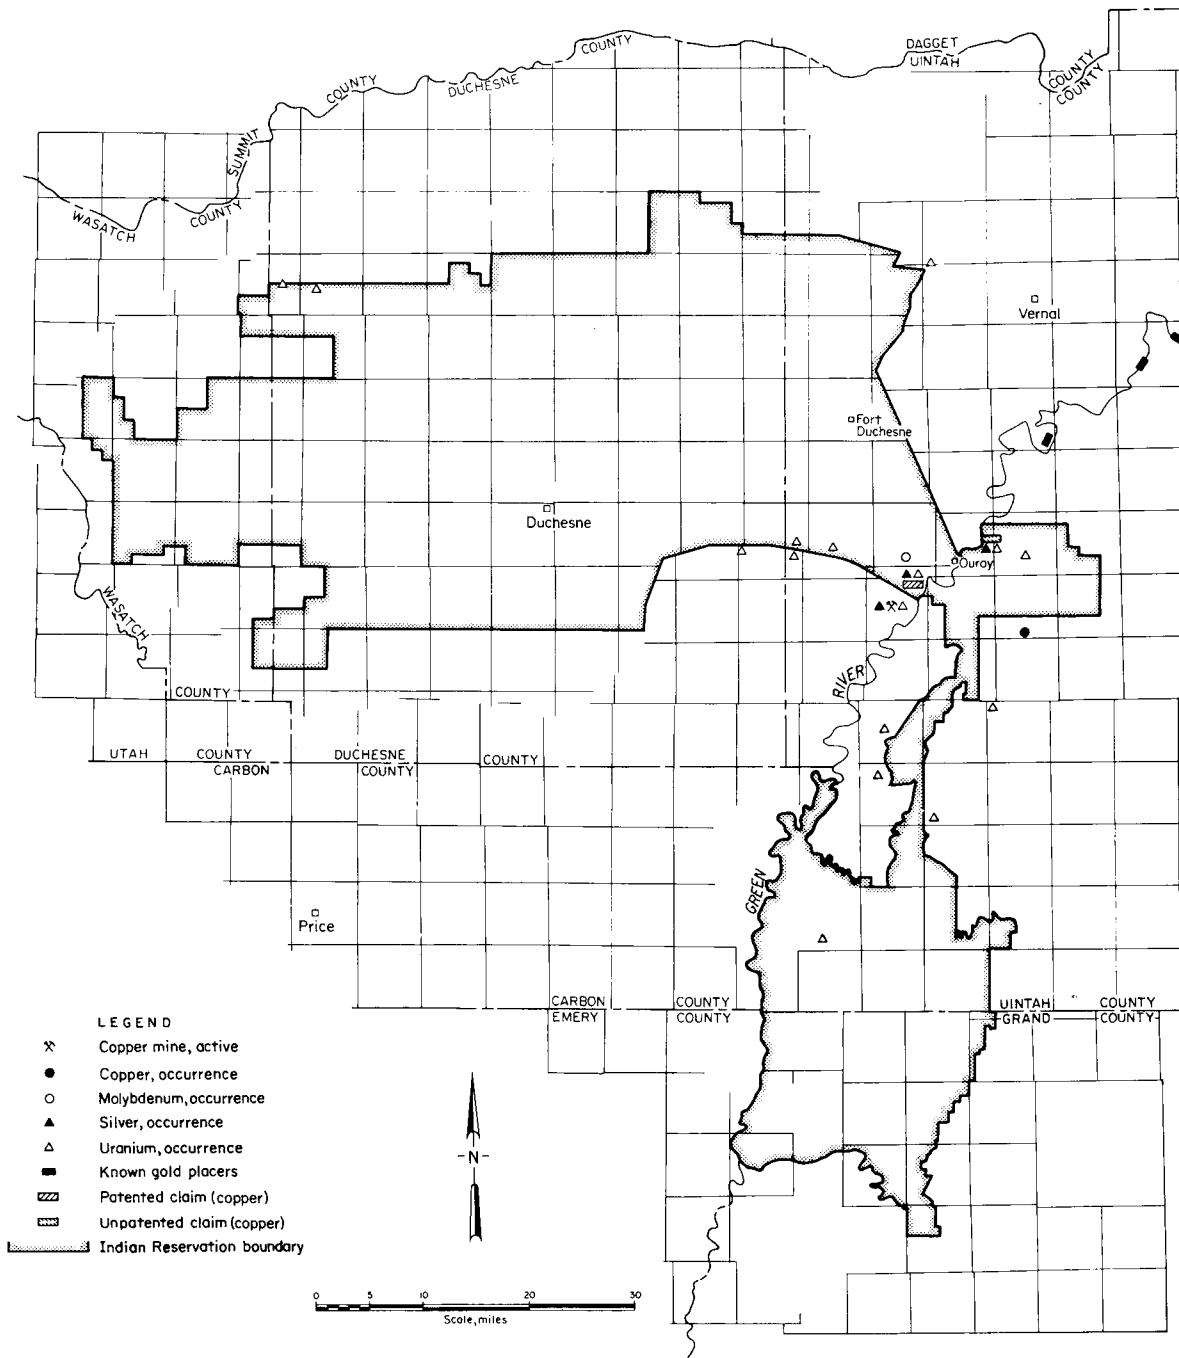 COUNTY
DAGGET
UINTAH
COUNTY
COUNTY
COUNTY
DUCHESNE
SUMMIT
COUNTY
WASATCH
Vernal
Fort
Duchesne
Duchesne
Ouroy
WASATCH
RIVER
COUNTY
UTAH COUNTY DUCHESNE COUNTY
CARBON COUNTY
GREEN
Price
CARBON COUNTY UINTAH COUNTY
EMERY COUNTY GRAND COUNTY
LEGEND
Copper mine, active
Copper, occurrence
Molybdenum, occurrence
Silver, occurrence
Uranium, occurrence
Known gold placers
Patented claim (copper)
Unpatented claim (copper)
Indian Reservation boundary
-N-
0 5 10 20 30
Scale, miles